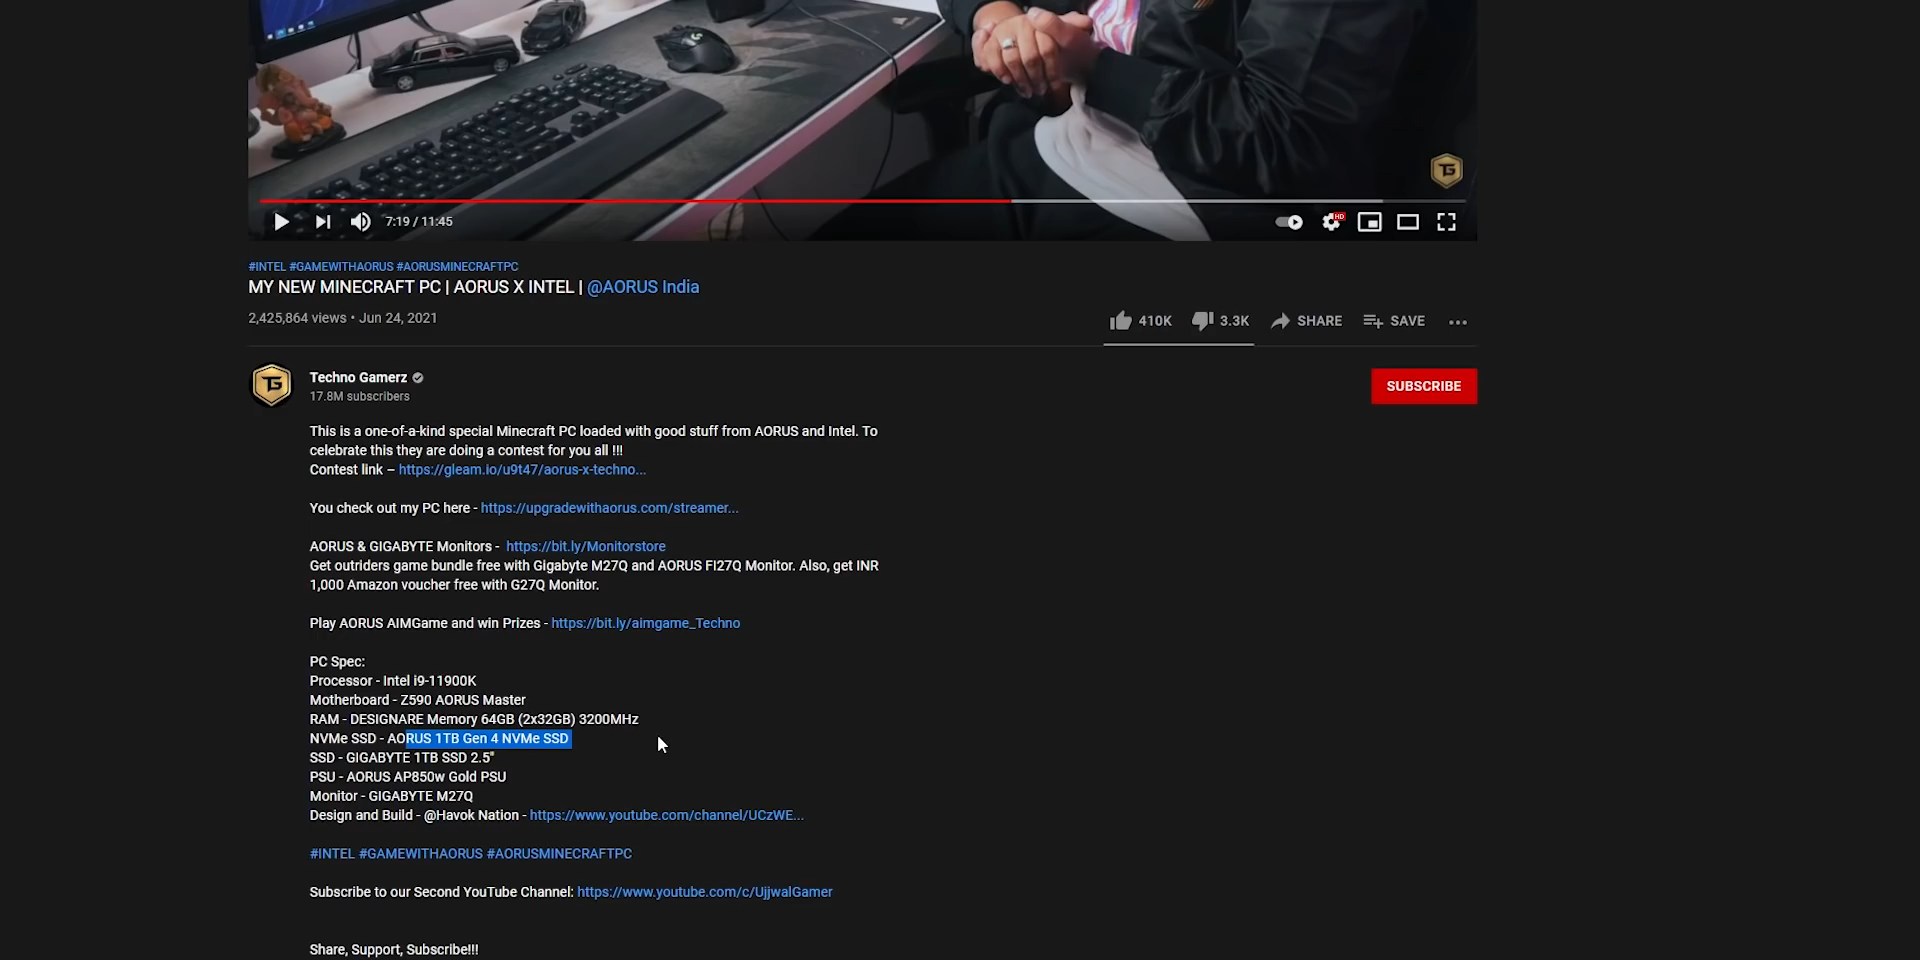 7:19 / 11:45
HD
TG
#INTEL #GAMEWITHAORUS #AORUSMINECRAFTPC
MY NEW MINECRAFT PC | AORUS X INTEL | @AORUS India
2,425,864 views • Jun 24, 2021
410K 3.3K SHARE SAVE
TG
Techno Gamerz
17.8M subscribers
SUBSCRIBE
This is a one-of-a-kind special Minecraft PC loaded with good stuff from AORUS and Intel. To
celebrate this they are doing a contest for you all !!!
Contest link – https://gleam.io/u9t47/aorus-x-techno...
You check out my PC here - https://upgradewithaorus.com/streamer...
AORUS & GIGABYTE Monitors - https://bit.ly/Monitorstore
Get outriders game bundle free with Gigabyte M27Q and AORUS FI27Q Monitor. Also, get INR
1,000 Amazon voucher free with G27Q Monitor.
Play AORUS AIMGame and win Prizes - https://bit.ly/aimgame_Techno
PC Spec:
Processor - Intel i9-11900K
Motherboard - Z590 AORUS Master
RAM - DESIGNARE Memory 64GB (2x32GB) 3200MHz
NVMe SSD - AORUS 1TB Gen 4 NVMe SSD
SSD - GIGABYTE 1TB SSD 2.5"
PSU - AORUS AP850w Gold PSU
Monitor - GIGABYTE M27Q
Design and Build - @Havok Nation - https://www.youtube.com/channel/UCzWE...
#INTEL #GAMEWITHAORUS #AORUSMINECRAFTPC
Subscribe to our Second YouTube Channel: https://www.youtube.com/c/UjjwalGamer
Share, Support, Subscribe!!!